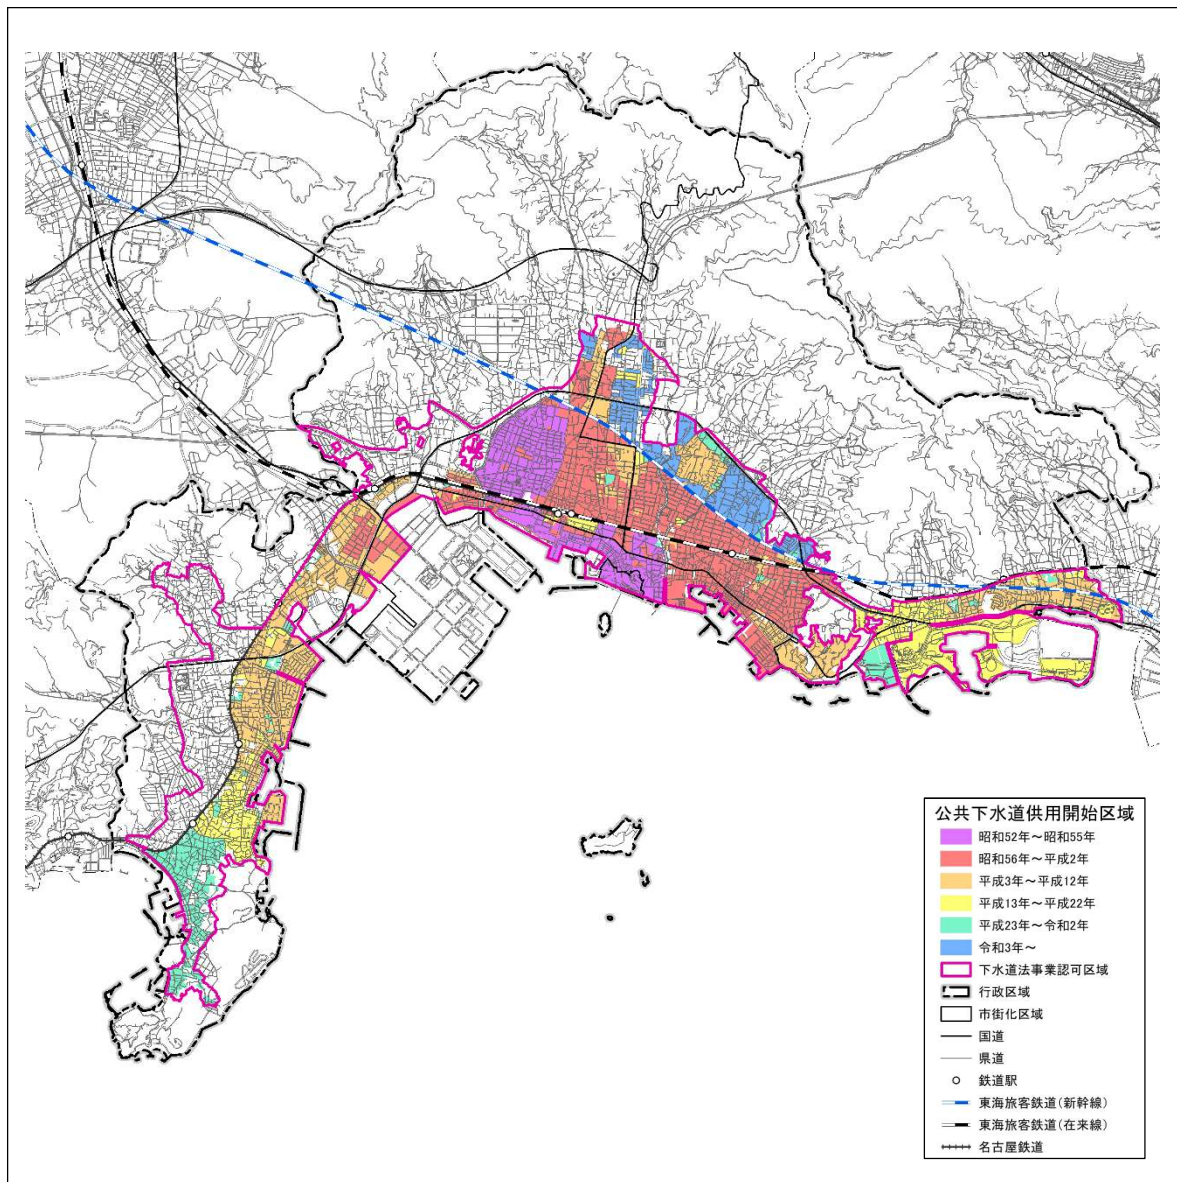 公共下水道供用開始区域
昭和52年～昭和55年
昭和56年～平成2年
平成3年～平成12年
平成13年～平成22年
平成23年～令和2年
令和3年～
下水道法事業認可区域
行政区域
市街化区域
国道
県道
鉄道駅
東海旅客鉄道(新幹線)
東海旅客鉄道(在来線)
名古屋鉄道